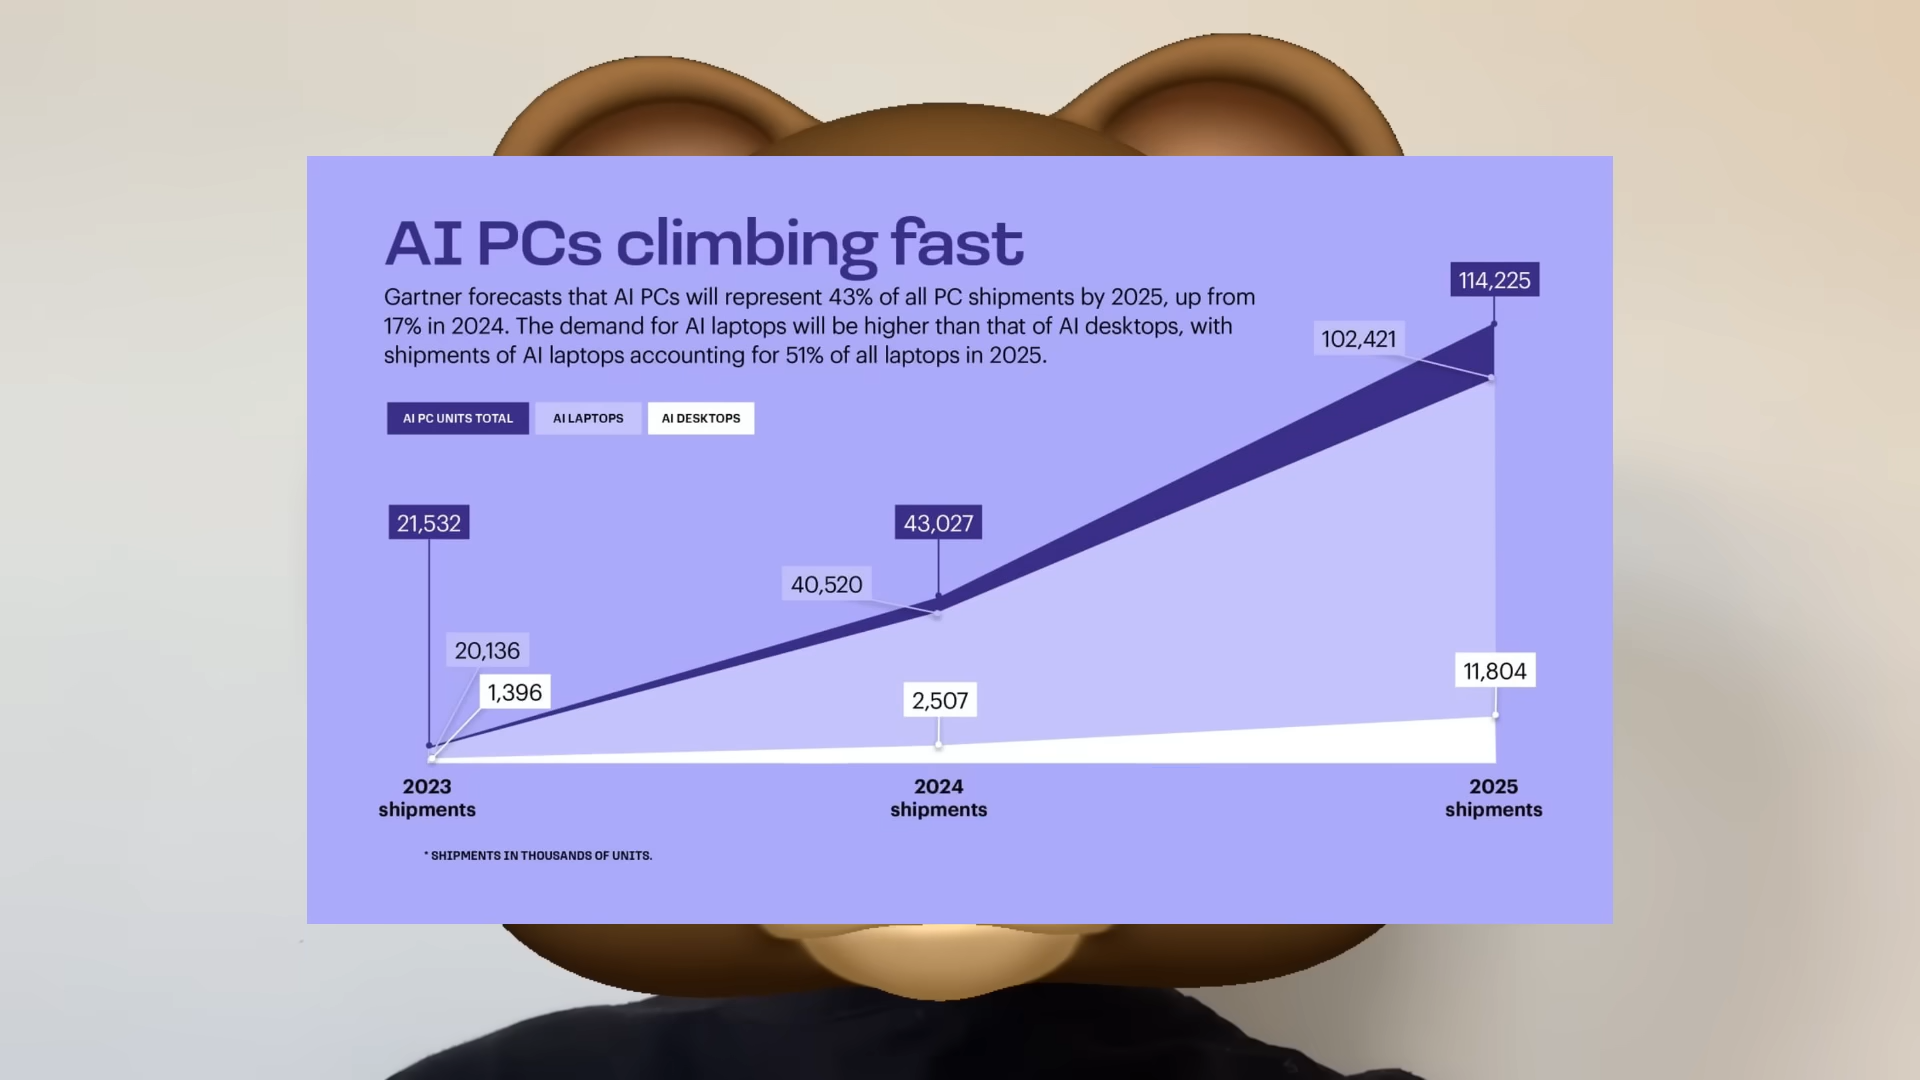 AI PCs climbing fast
Gartner forecasts that AI PCs will represent 43% of all PC shipments by 2025, up from
17% in 2024. The demand for AI laptops will be higher than that of AI desktops, with
shipments of AI laptops accounting for 51% of all laptops in 2025.
AI PC UNITS TOTAL
AI LAPTOPS
AI DESKTOPS
114,225
102,421
21,532
43,027
40,520
20,136
1,396
2,507
11,804
2023
shipments
2024
shipments
2025
shipments
* SHIPMENTS IN THOUSANDS OF UNITS.